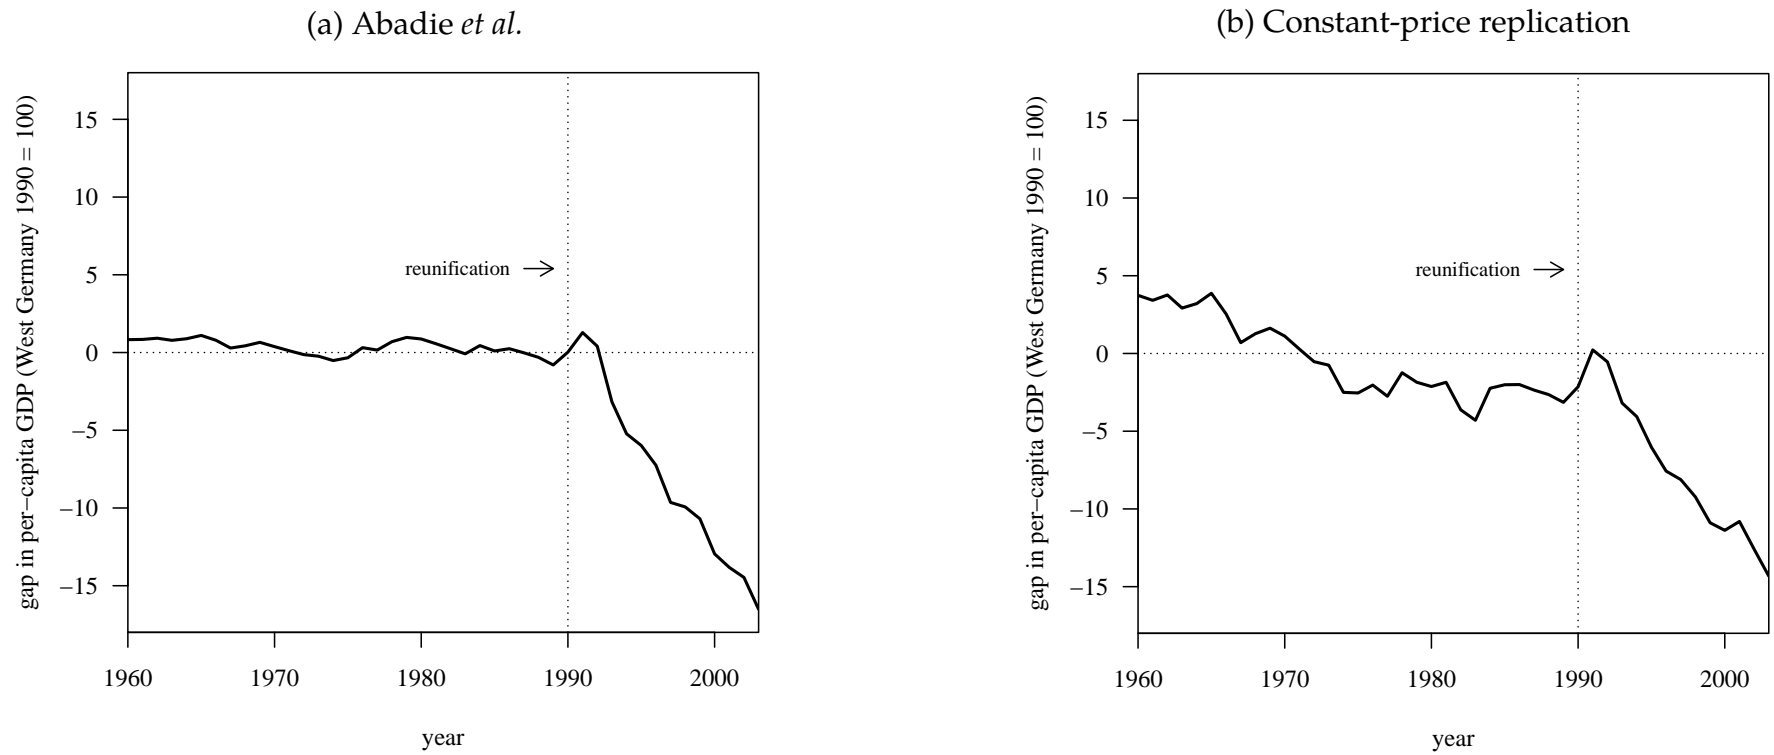 (a) Abadie et al.
gap in per−capita GDP (West Germany 1990 = 100)
15
10
5
0
−5
−10
−15
reunification
1960 1970 1980 1990 2000
year
(b) Constant-price replication
gap in per−capita GDP (West Germany 1990 = 100)
15
10
5
0
−5
−10
−15
reunification
1960 1970 1980 1990 2000
year